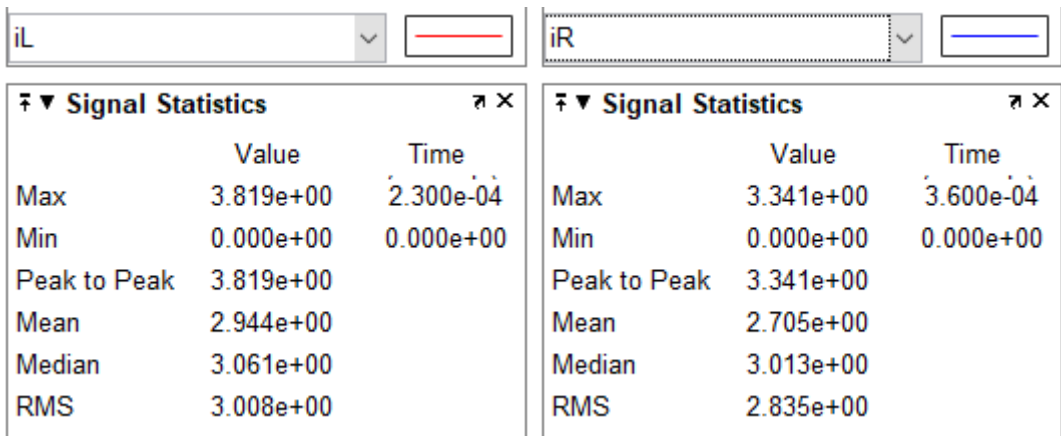 iL
Signal Statistics
Value Time
Max 3.819e+00 2.300e-04
Min 0.000e+00 0.000e+00
Peak to Peak 3.819e+00
Mean 2.944e+00
Median 3.061e+00
RMS 3.008e+00
iR
Signal Statistics
Value Time
Max 3.341e+00 3.600e-04
Min 0.000e+00 0.000e+00
Peak to Peak 3.341e+00
Mean 2.705e+00
Median 3.013e+00
RMS 2.835e+00